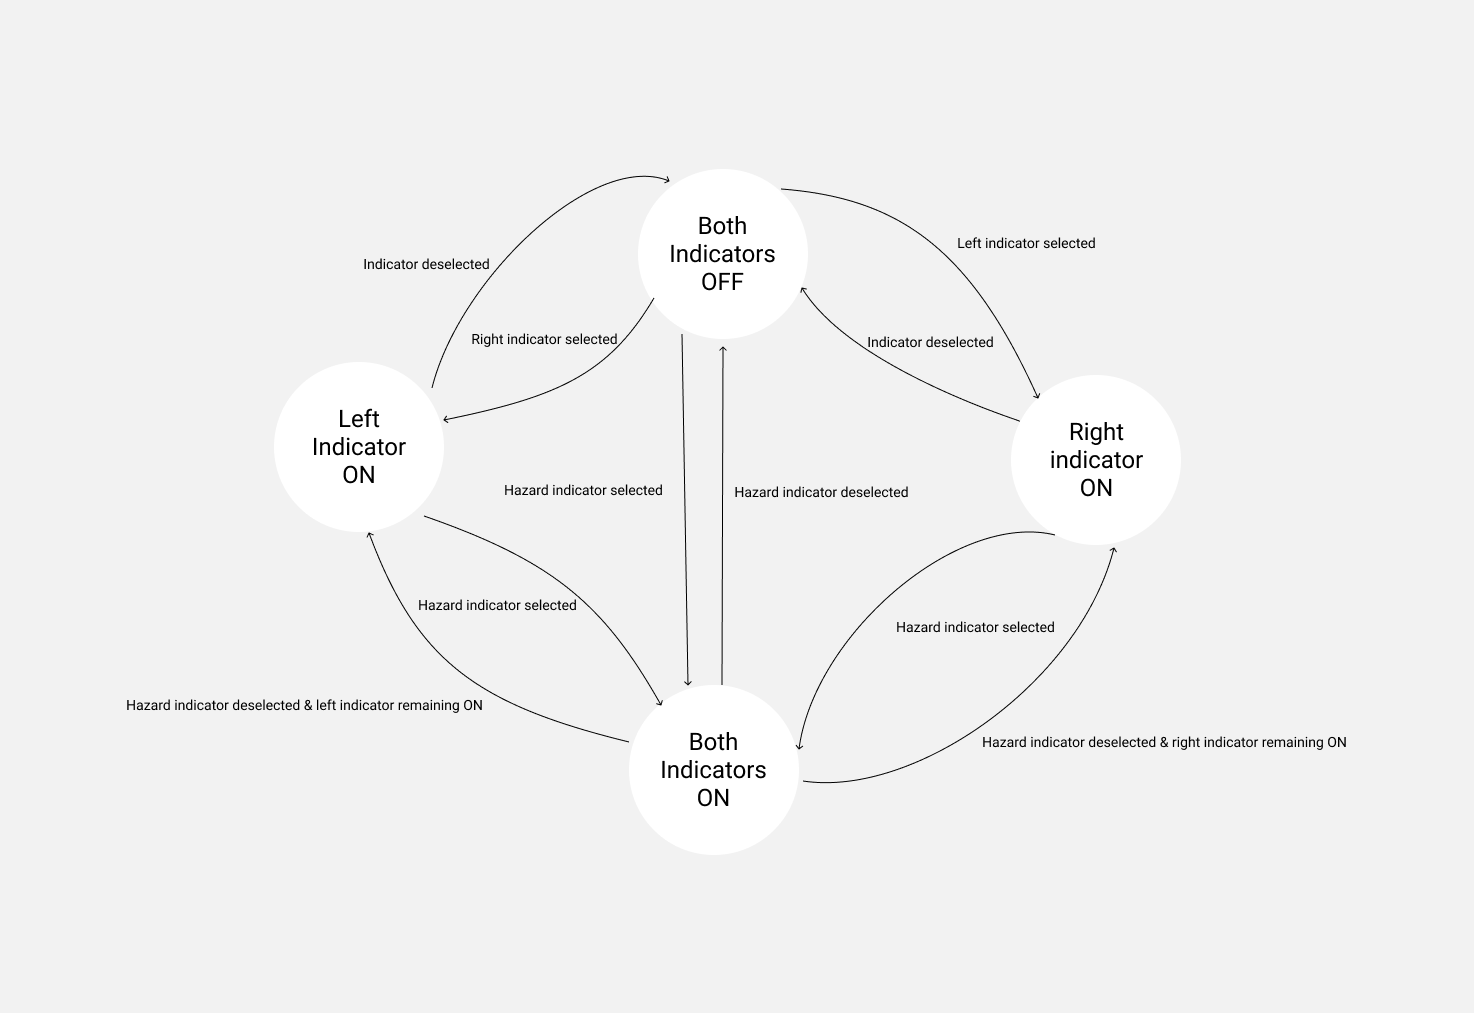 Both
Indicators
OFF
Left indicator selected
Indicator deselected
Right indicator selected
Indicator deselected
Left
Indicator
ON
Right
indicator
ON
Hazard indicator selected
Hazard indicator deselected
Hazard indicator selected
Hazard indicator selected
Hazard indicator deselected & left indicator remaining ON
Hazard indicator deselected & right indicator remaining ON
Both
Indicators
ON